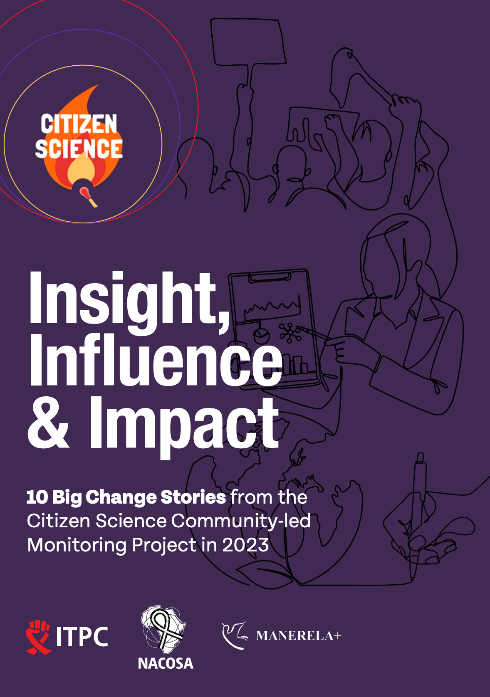 CITIZEN
SCIENCE
Insight,
Influence
& Impact
10 Big Change Stories from the
Citizen Science Community-led
Monitoring Project in 2023
ITPC
NACOSA
MANERELA+